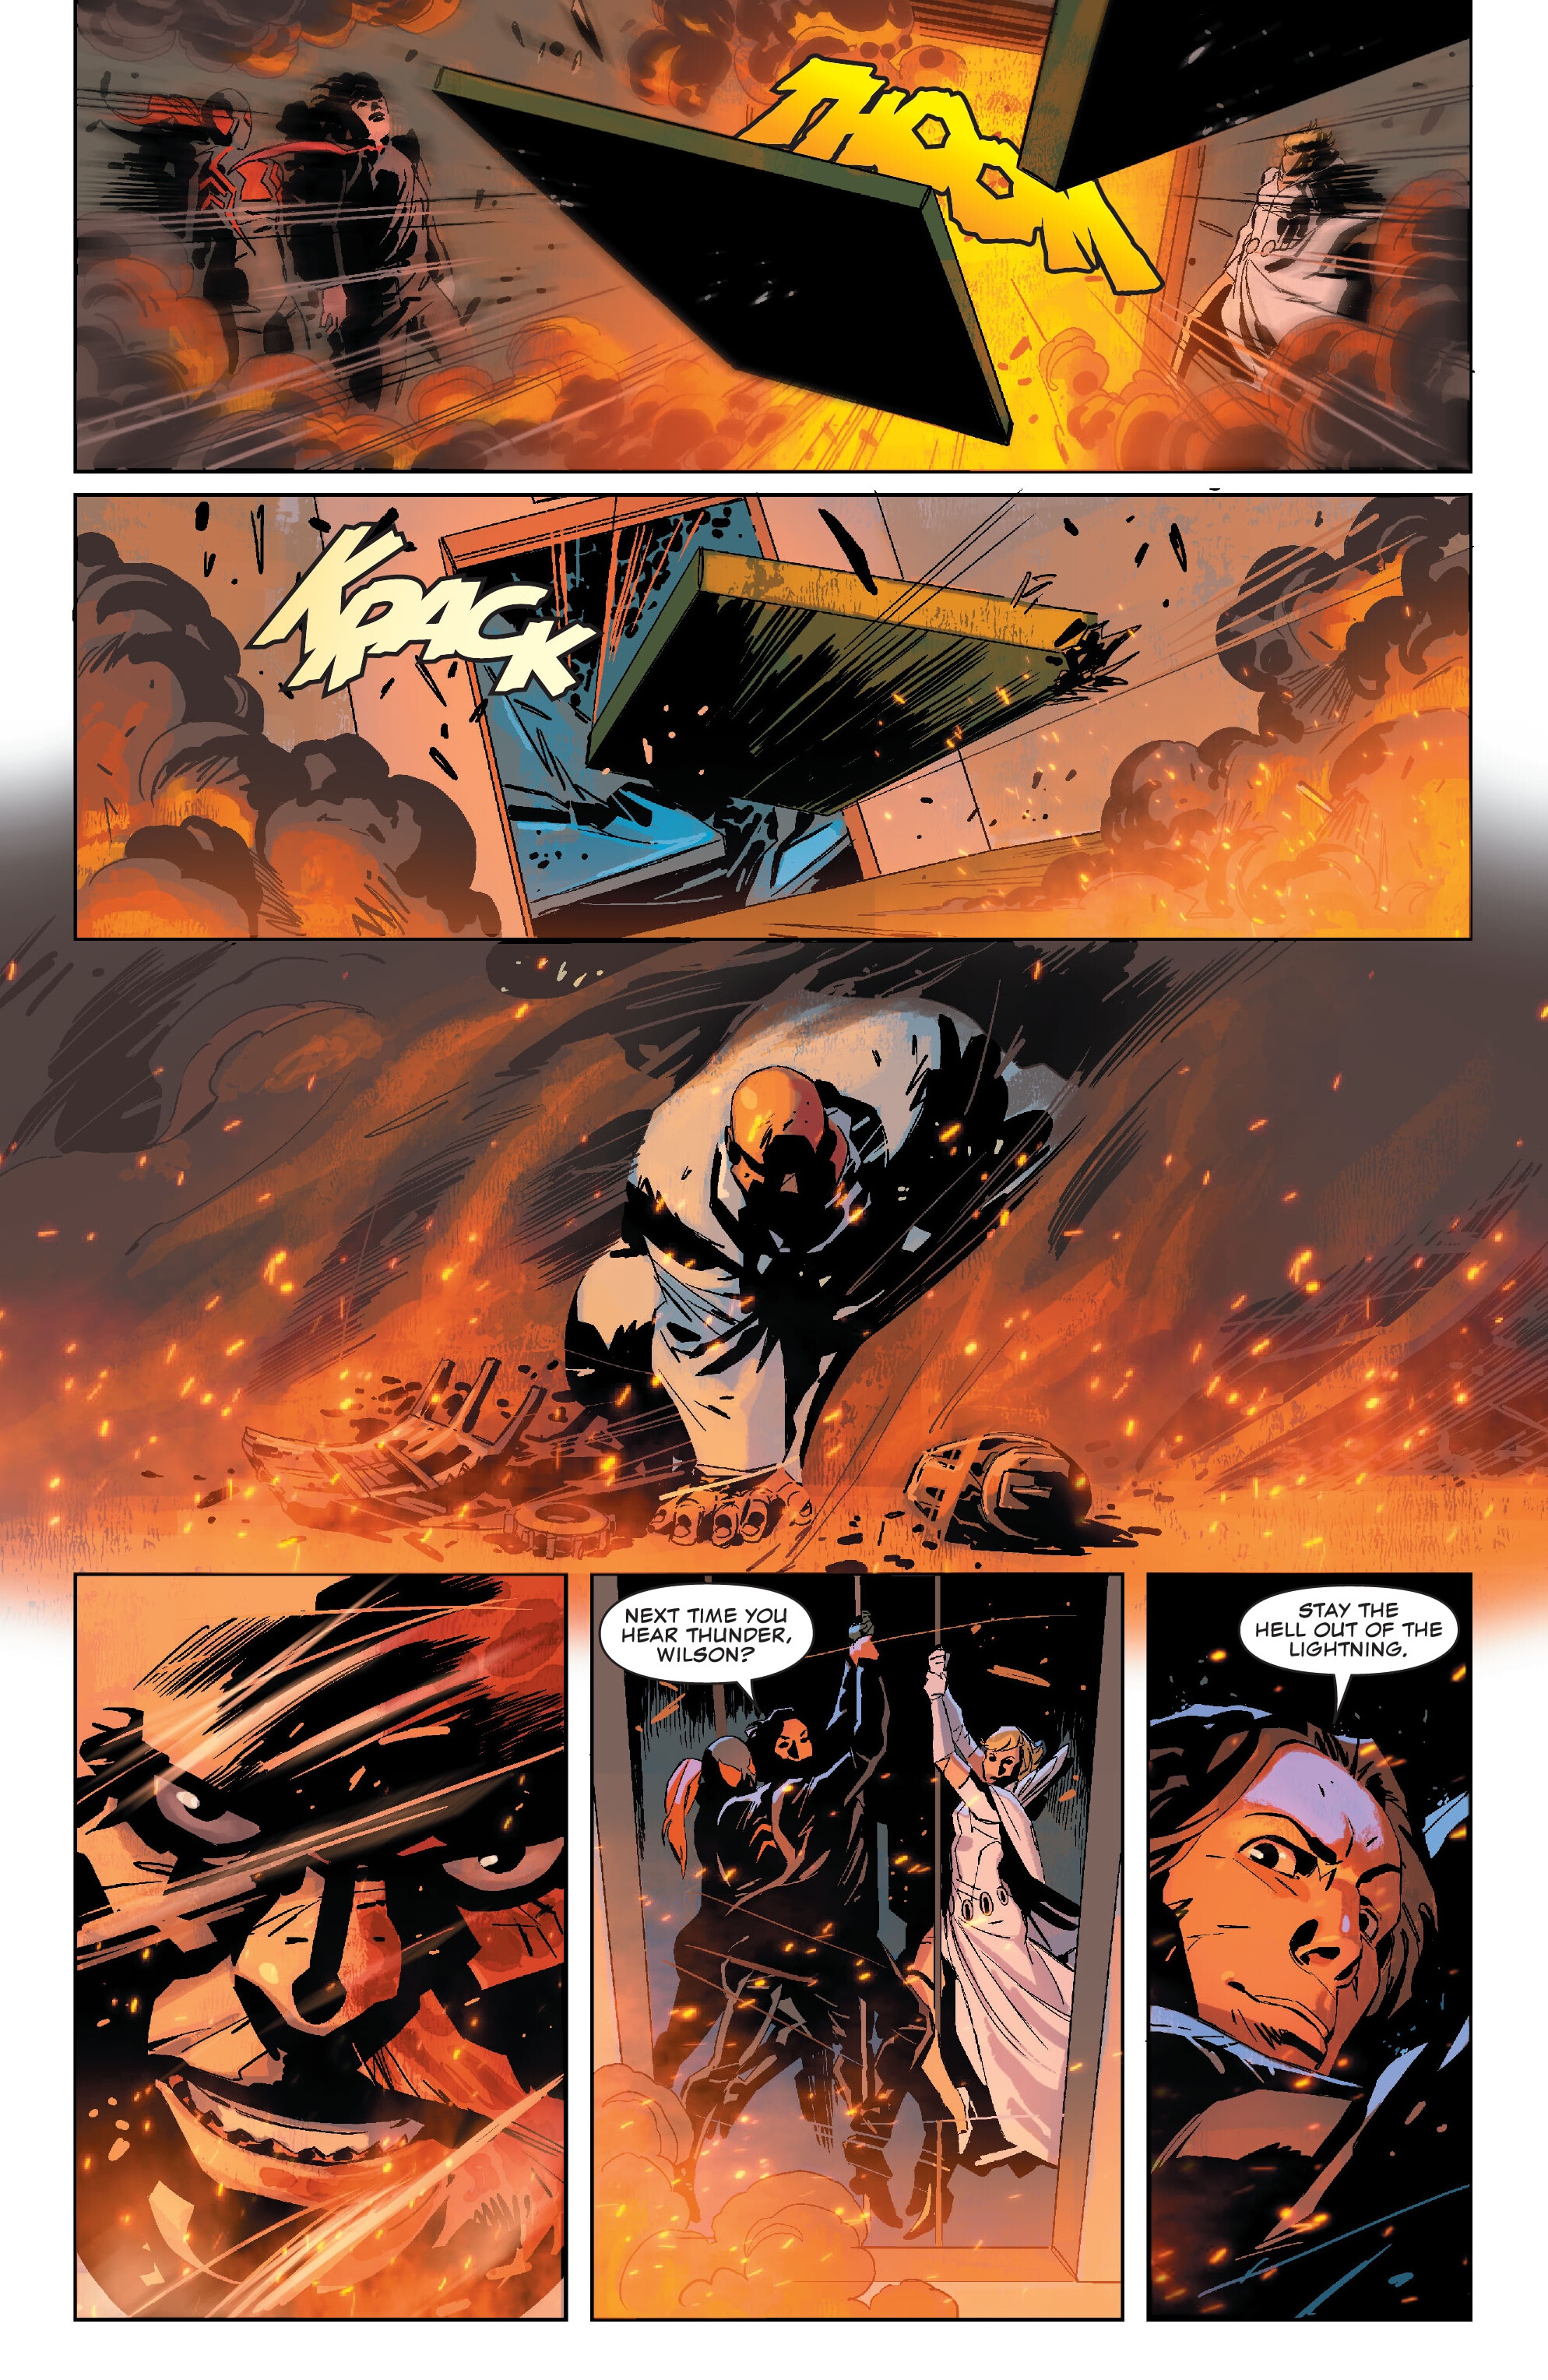 THOOM
KRACK
NEXT TIME YOU
HEAR THUNDER,
WILSON?
STAY THE
HELL OUT OF THE
LIGHTNING.